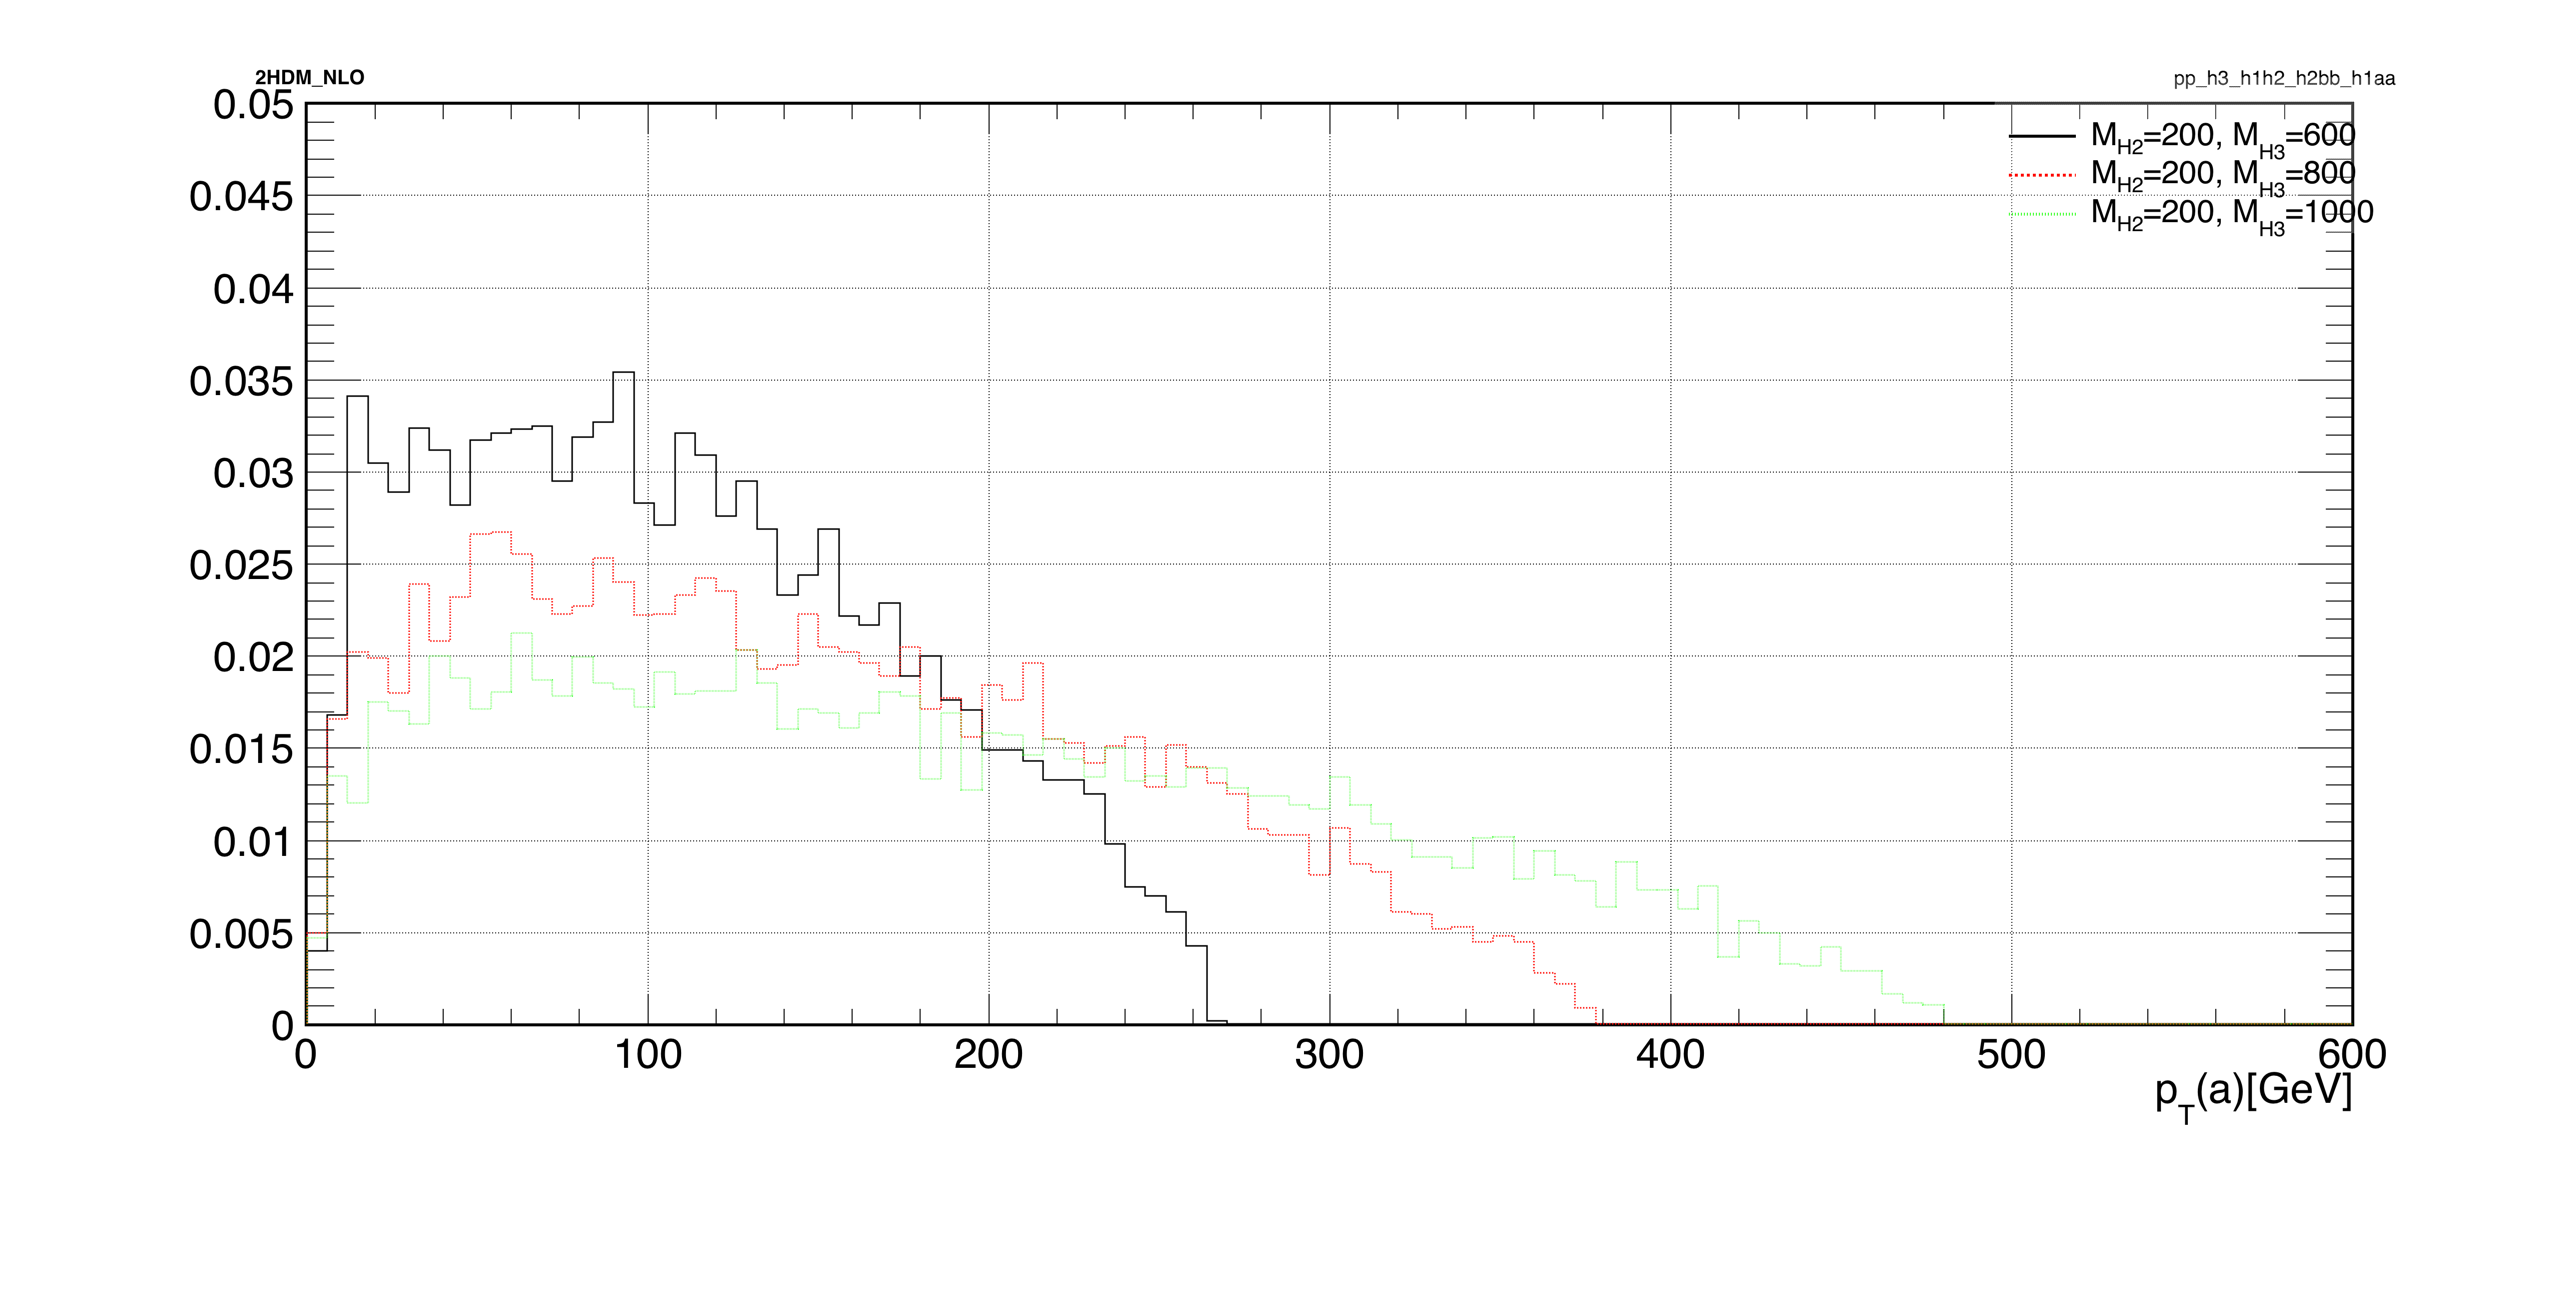 2HDM_NLO
pp_h3_h1h2_h2bb_h1aa
0.05
0.045
0.04
0.035
0.03
0.025
0.02
0.015
0.01
0.005
0
M_H2=200, M_H3=600
M_H2=200, M_H3=800
M_H2=200, M_H3=1000
0 100 200 300 400 500 600
p_T(a)[GeV]